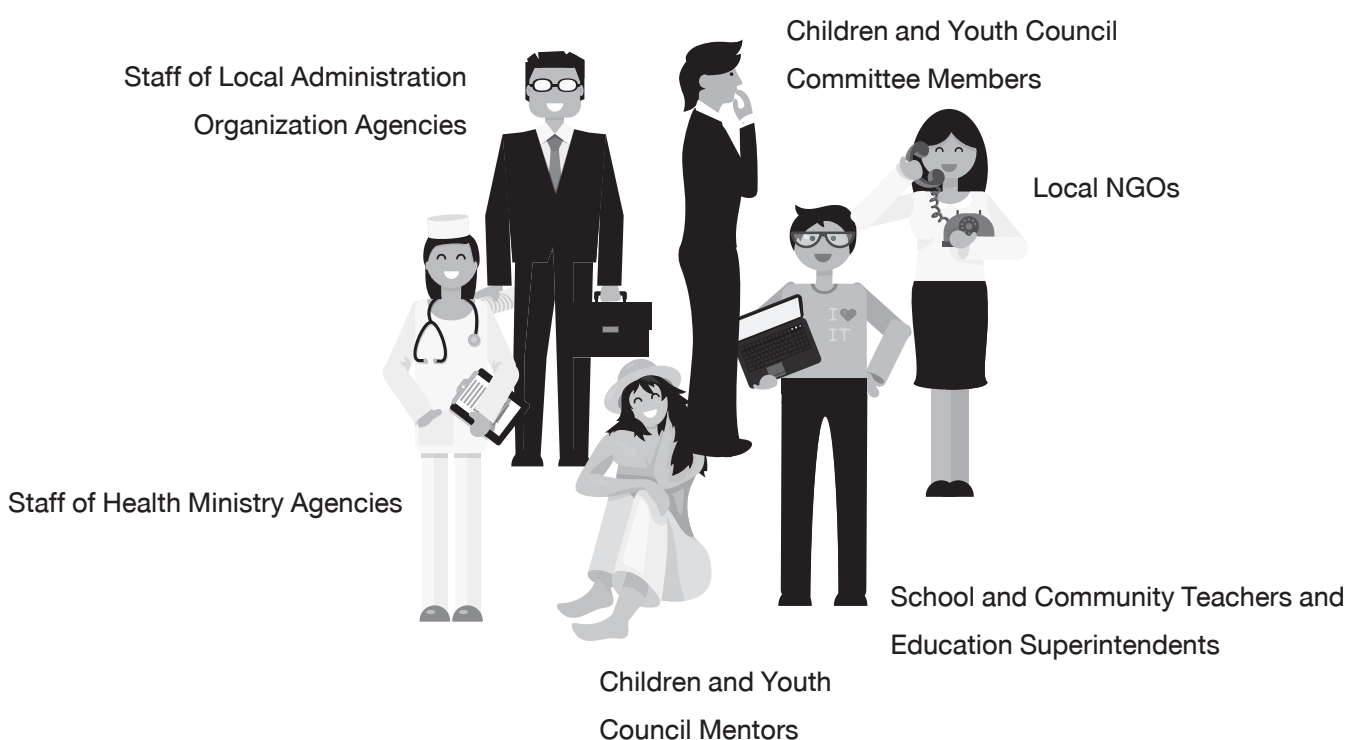 Children and Youth Council
Committee Members
Staff of Local Administration
Organization Agencies
Local NGOs
I ♥
IT
Staff of Health Ministry Agencies
School and Community Teachers and
Education Superintendents
Children and Youth
Council Mentors